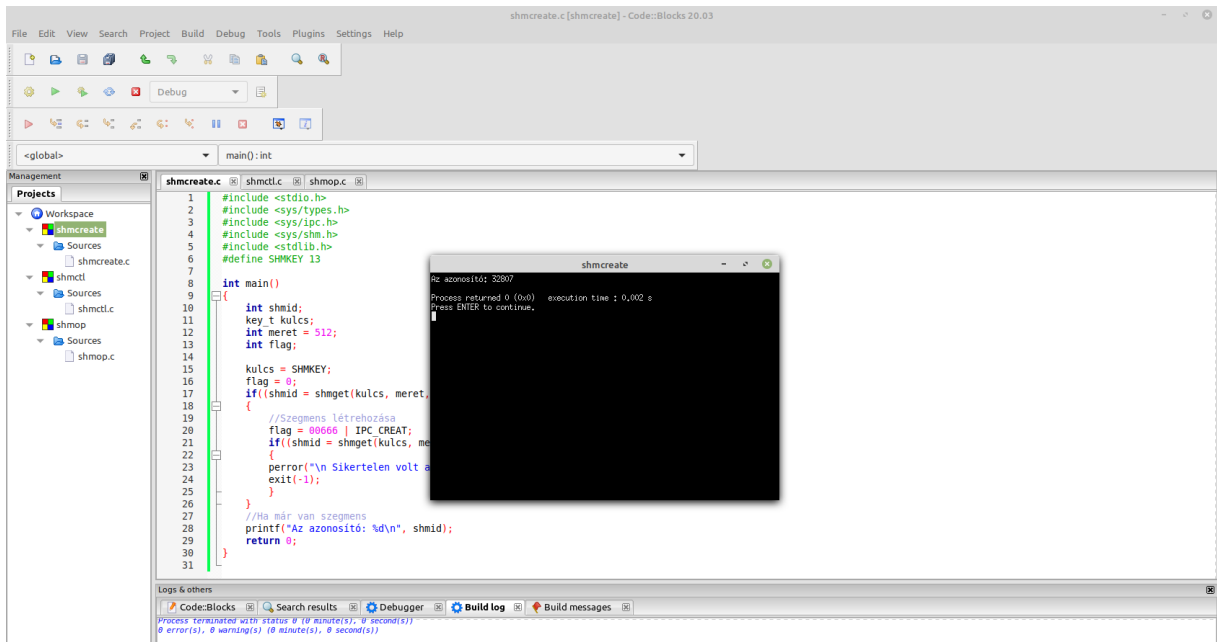 shmcreate.c [shmcreate] - Code::Blocks 20.03
File Edit View Search Project Build Debug Tools Plugins Settings Help
Debug
<global>
main() : int
Management
Projects
Workspace
shmcreate
Sources
shmcreate.c
shmctl
Sources
shmctl.c
shmop
Sources
shmop.c
shmcreate.c shmctl.c shmop.c
1 #include <stdio.h>
2 #include <sys/types.h>
3 #include <sys/ipc.h>
4 #include <sys/shm.h>
5 #include <stdlib.h>
6 #define SHMKEY 13
7
8 int main()
9 {
10 int shmid;
11 key_t kulcs;
12 int meret = 512;
13 int flag;
14
15 kulcs = SHMKEY;
16 flag = 0;
17 if((shmid = shmget(kulcs, meret,
18 {
19 //Szegmens létrehozása
20 flag = 00666 | IPC_CREAT;
21 if((shmid = shmget(kulcs, me
22 {
23 perror("\n Sikertelen volt a
24 exit(-1);
25 }
26 }
27 //Ha már van szegmens
28 printf("Az azonosító: %d\n", shmid);
29 return 0;
30 }
31
shmcreate
Az azonosító: 32807
Process returned 0 (0x0) execution time : 0.002 s
Press ENTER to continue.
Logs & others
Code::Blocks Search results Debugger Build log Build messages
Process terminated with status 0 (0 minute(s), 0 second(s))
0 error(s), 0 warning(s) (0 minute(s), 0 second(s))